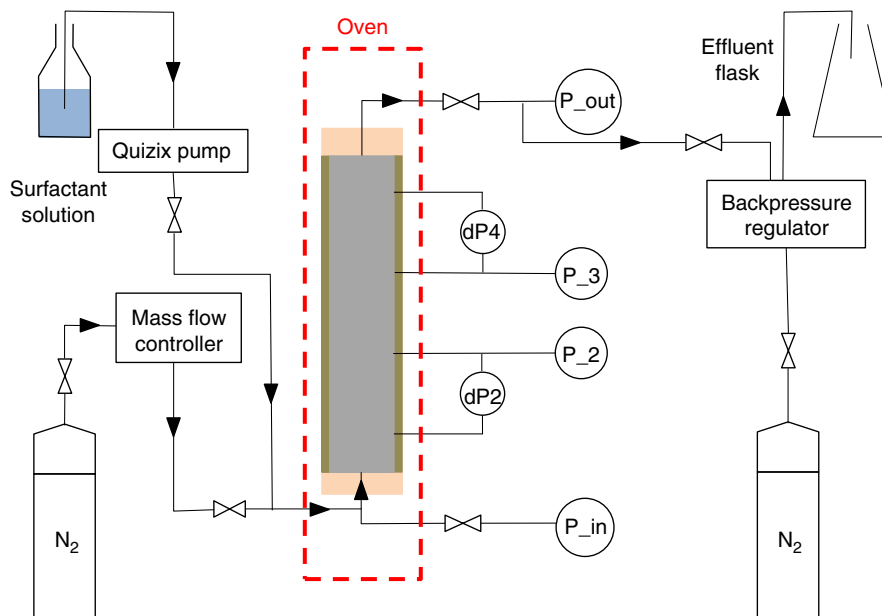 Oven
Effluent
flask
P_out
Quizix pump
Surfactant
solution
Backpressure
regulator
dP4
P_3
Mass flow
controller
P_2
dP2
P_in
N₂
N₂